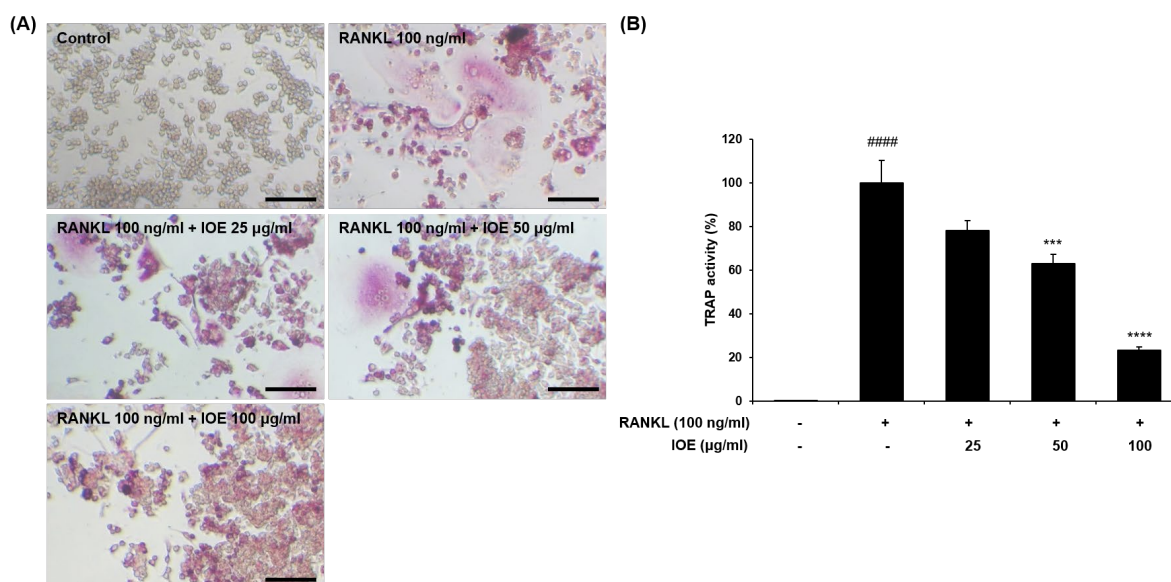 (A)
Control
RANKL 100 ng/ml
RANKL 100 ng/ml + IOE 25 µg/ml
RANKL 100 ng/ml + IOE 50 µg/ml
RANKL 100 ng/ml + IOE 100 µg/ml
(B)
TRAP activity (%)
120
100
80
60
40
20
0
####
***
****
RANKL (100 ng/ml) - + + + +
IOE (µg/ml) - - 25 50 100